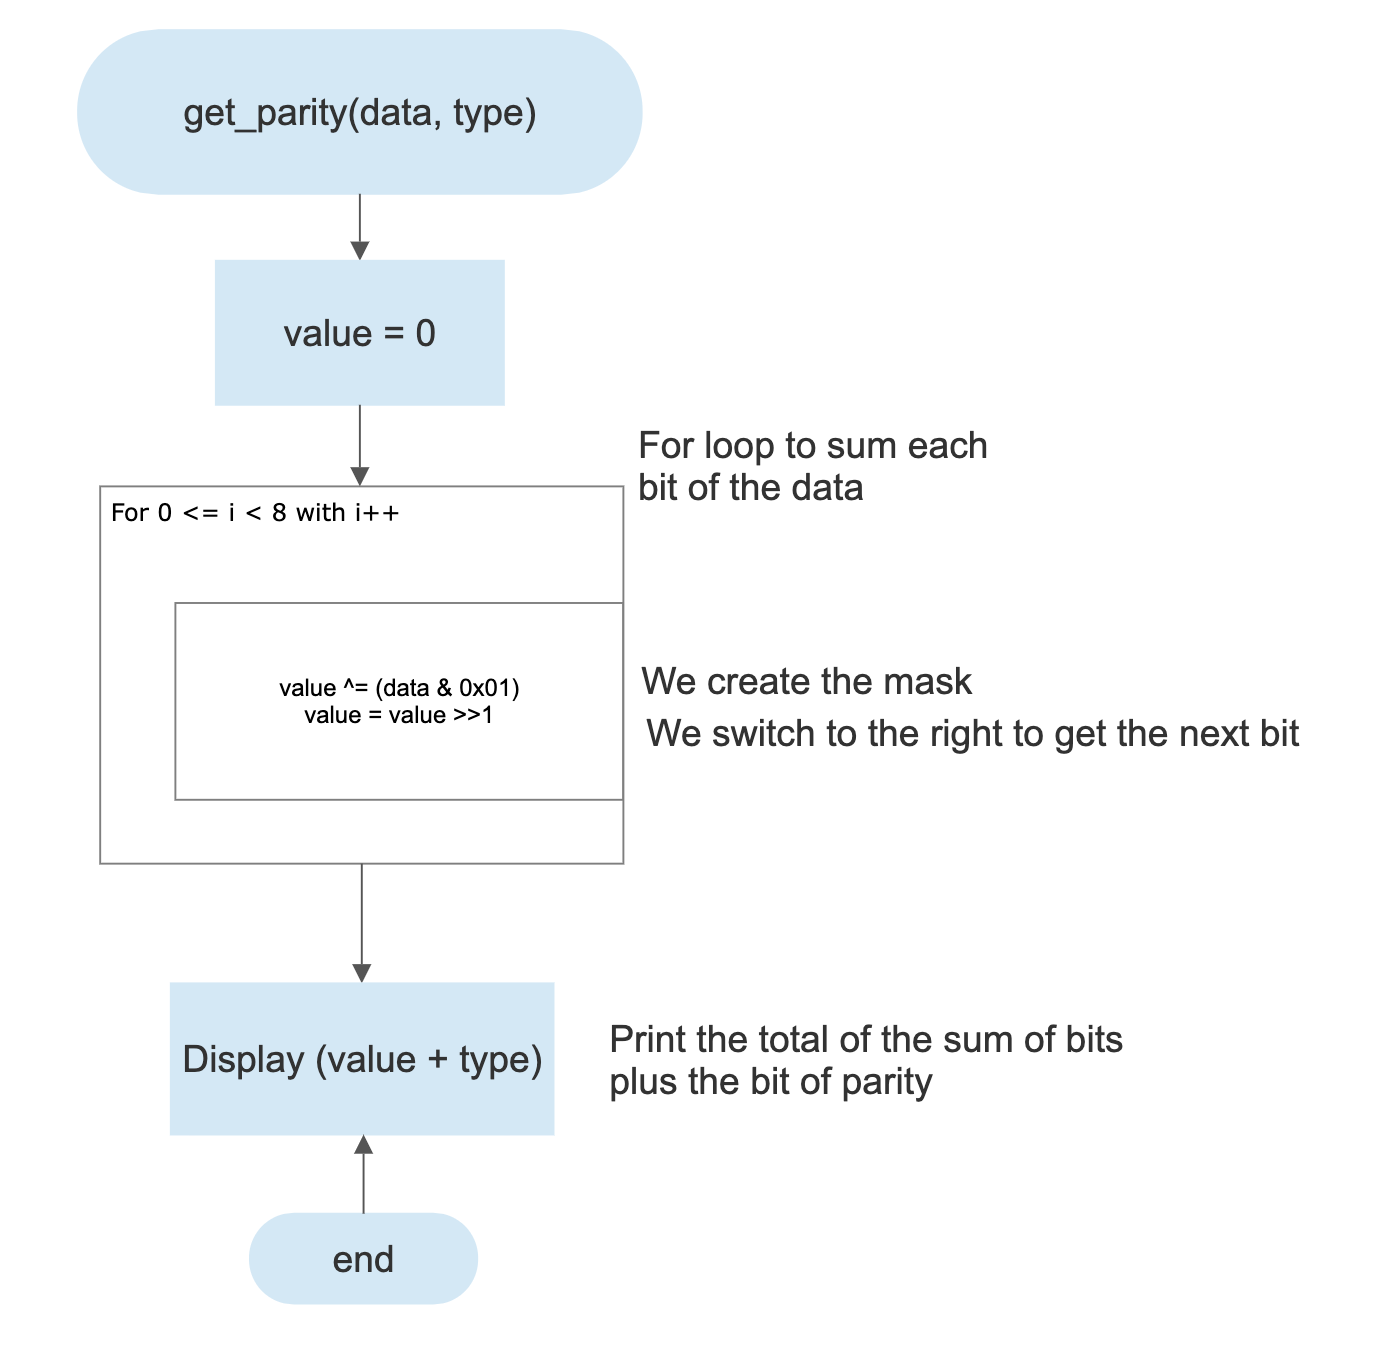 get_parity(data, type)
value = 0
For loop to sum each
bit of the data
For 0 <= i < 8 with i++
value ^= (data & 0x01)
value = value >>1
We create the mask
We switch to the right to get the next bit
Display (value + type)
Print the total of the sum of bits
plus the bit of parity
end